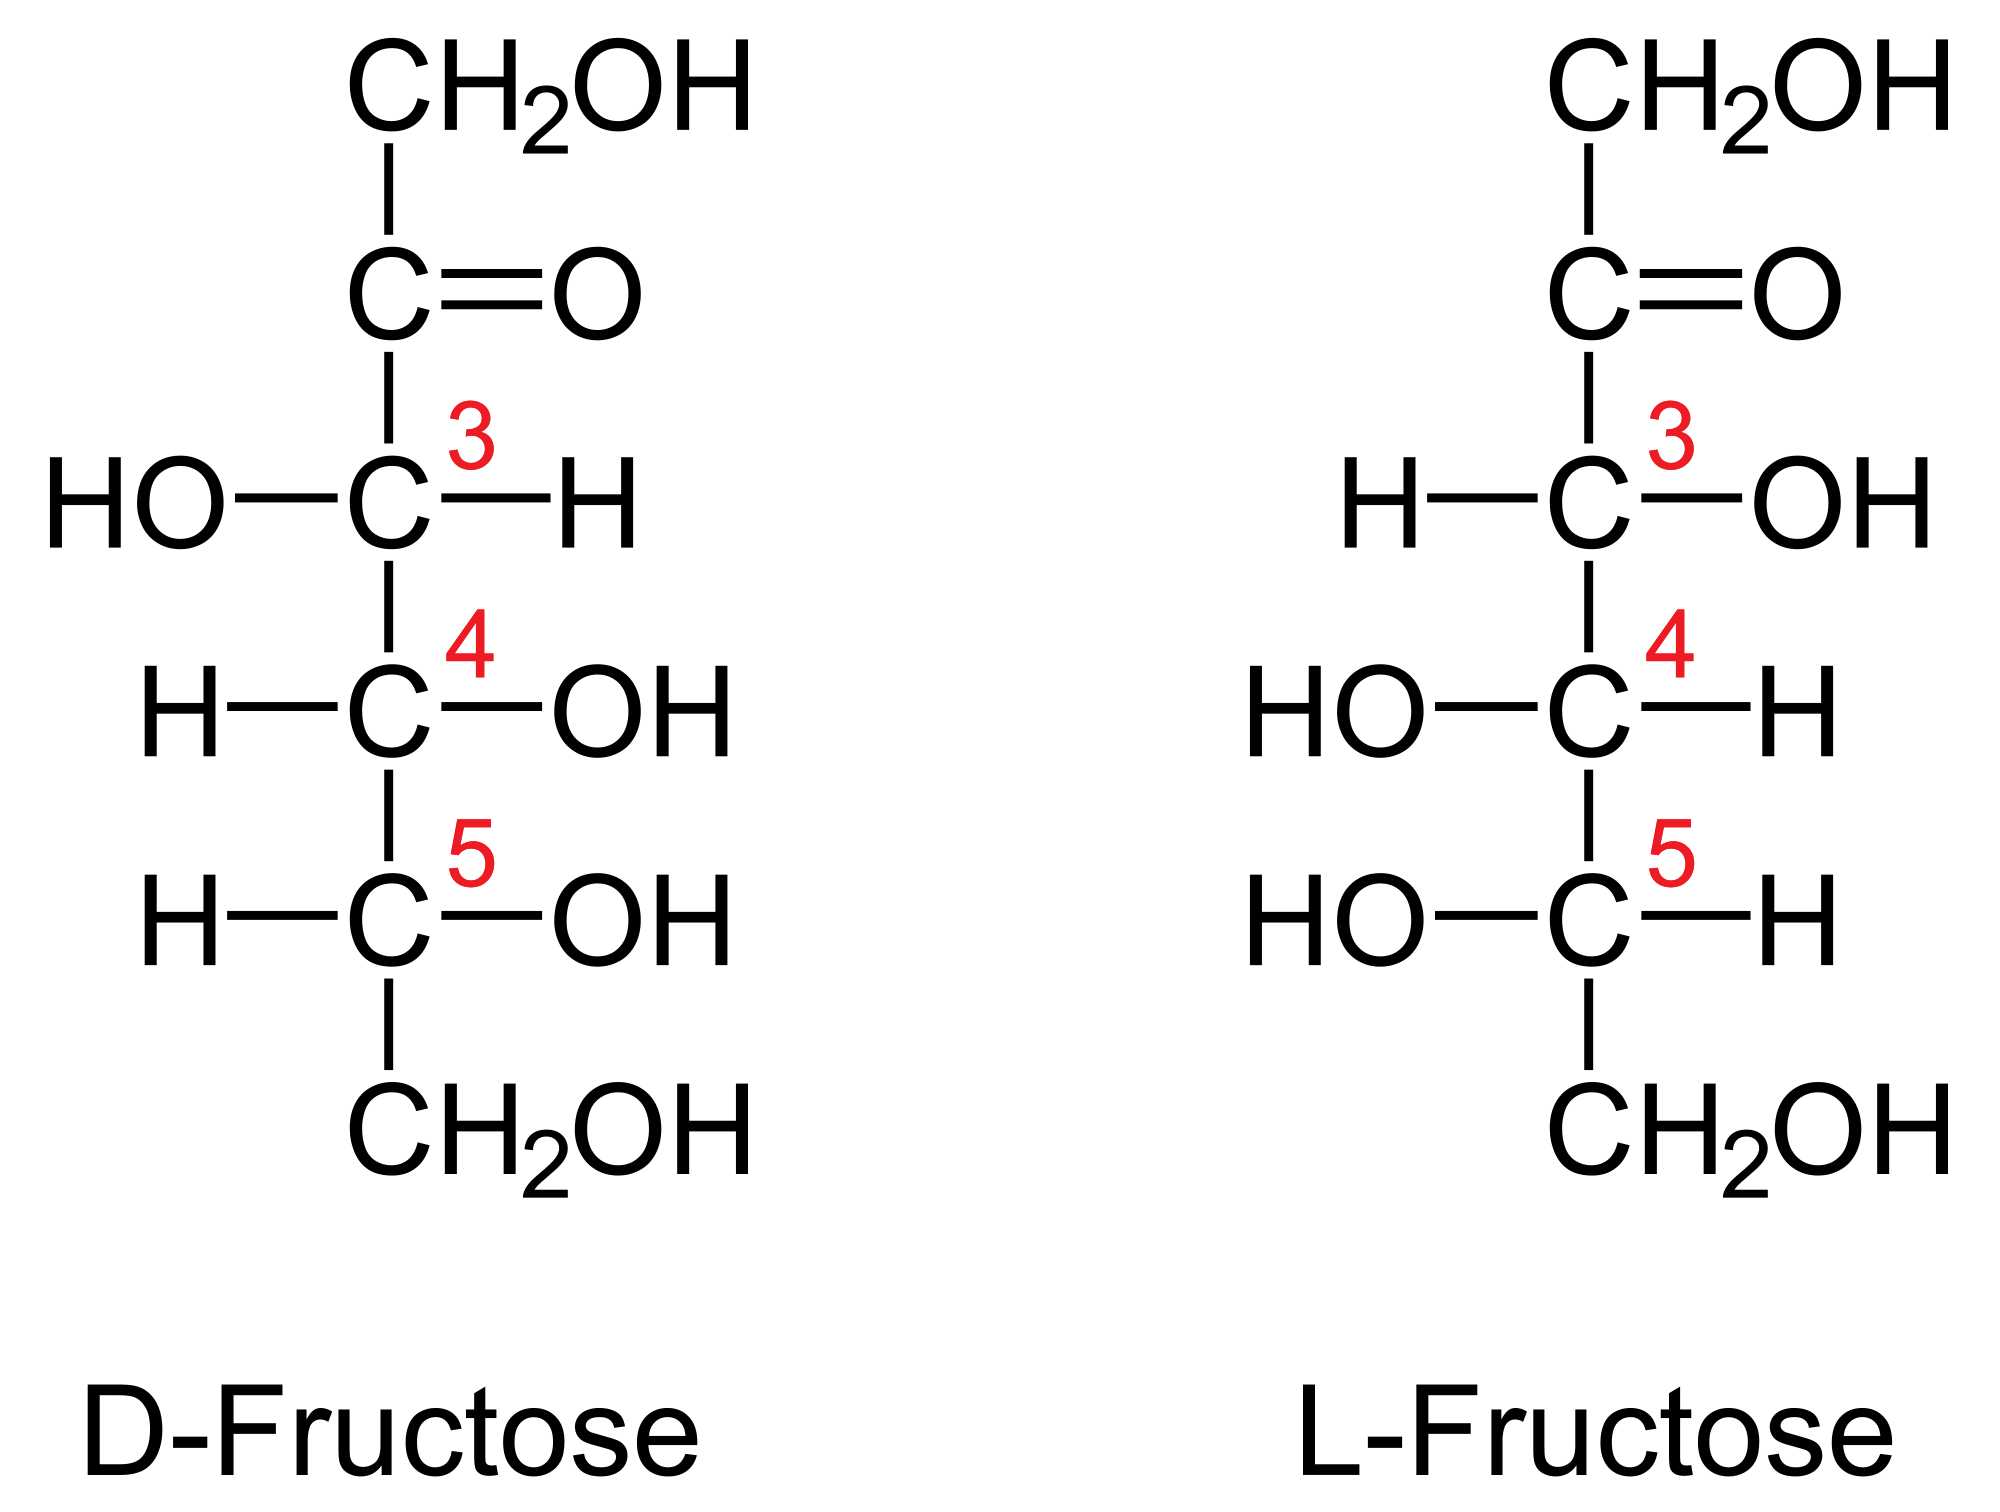 CH2OH CH2OH
C=O C=O
3 3
HO-C-H H-C-OH
4 4
H-C-OH HO-C-H
5 5
H-C-OH HO-C-H
CH2OH CH2OH
D-Fructose L-Fructose